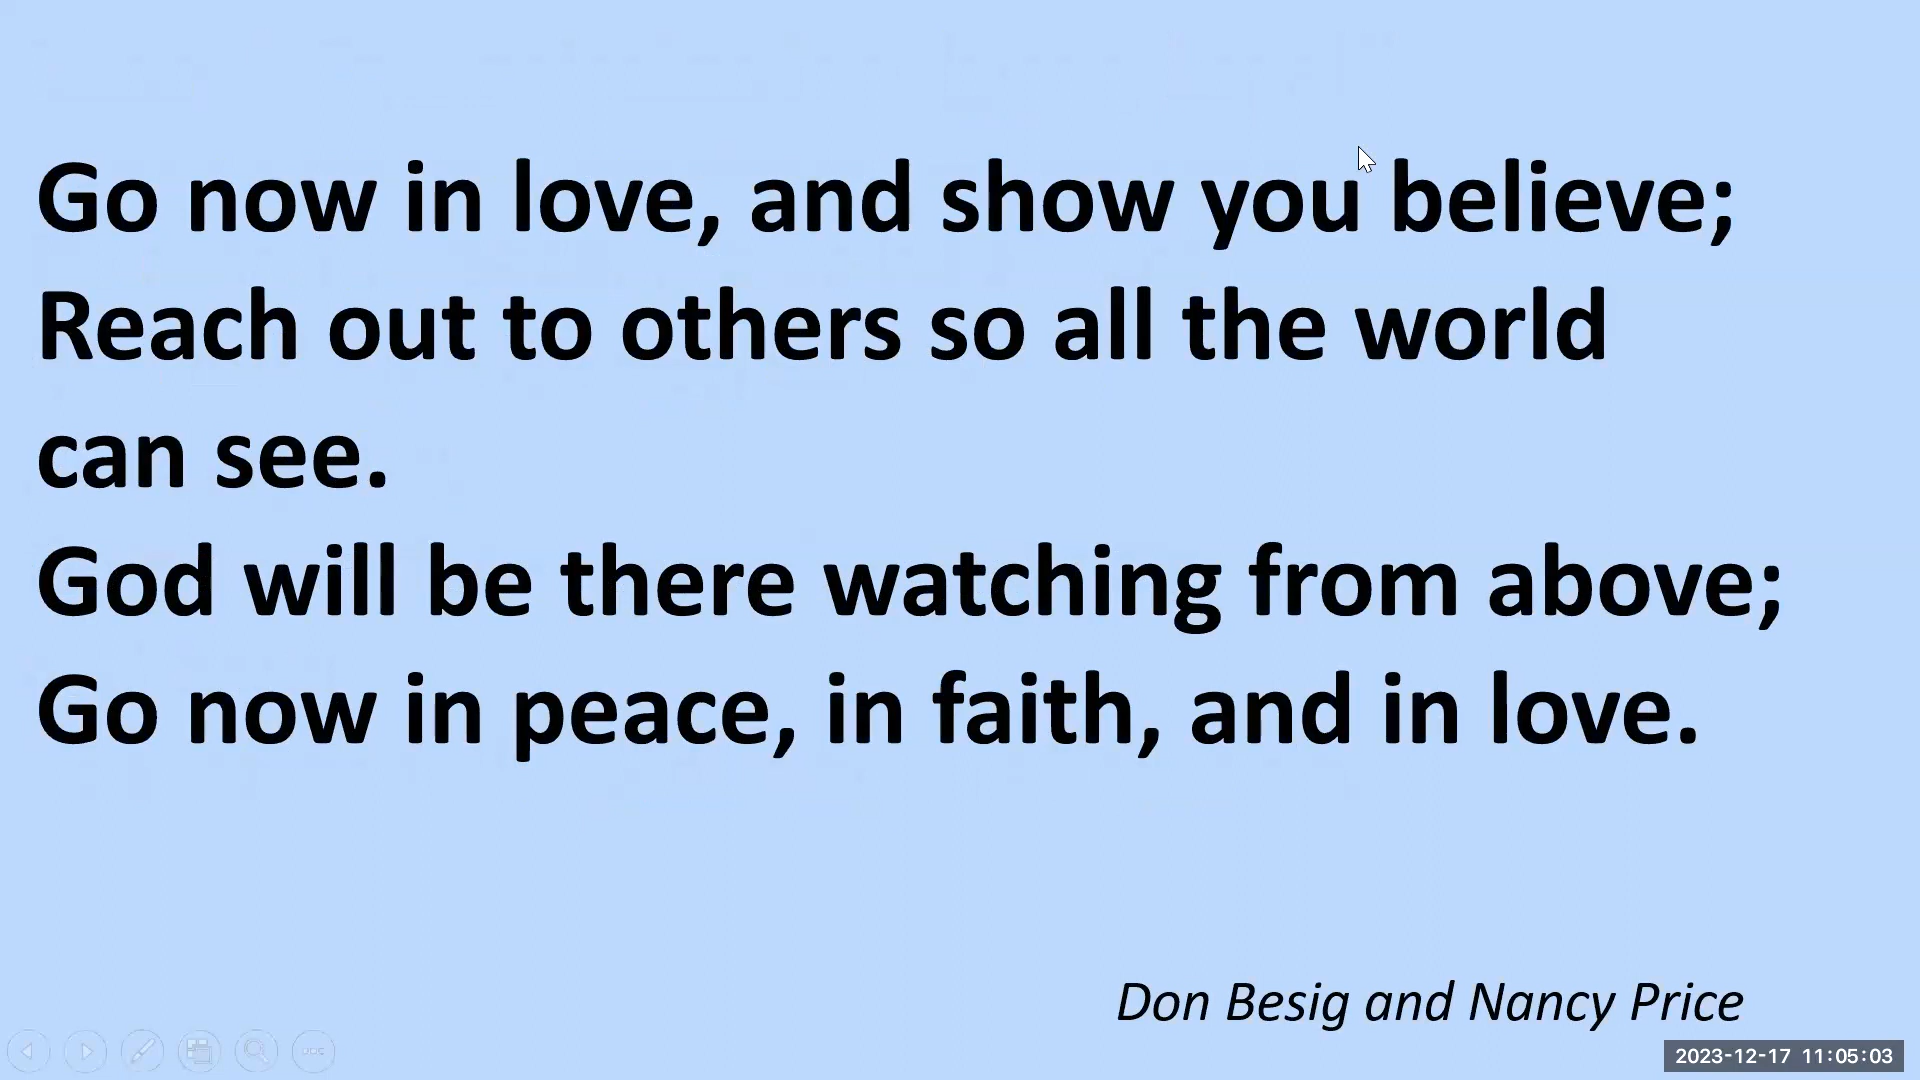 Go now in love, and show you believe;
Reach out to others so all the world
can see.
God will be there watching from above;
Go now in peace, in faith, and in love.
Don Besig and Nancy Price
2023-12-17 11:05:03